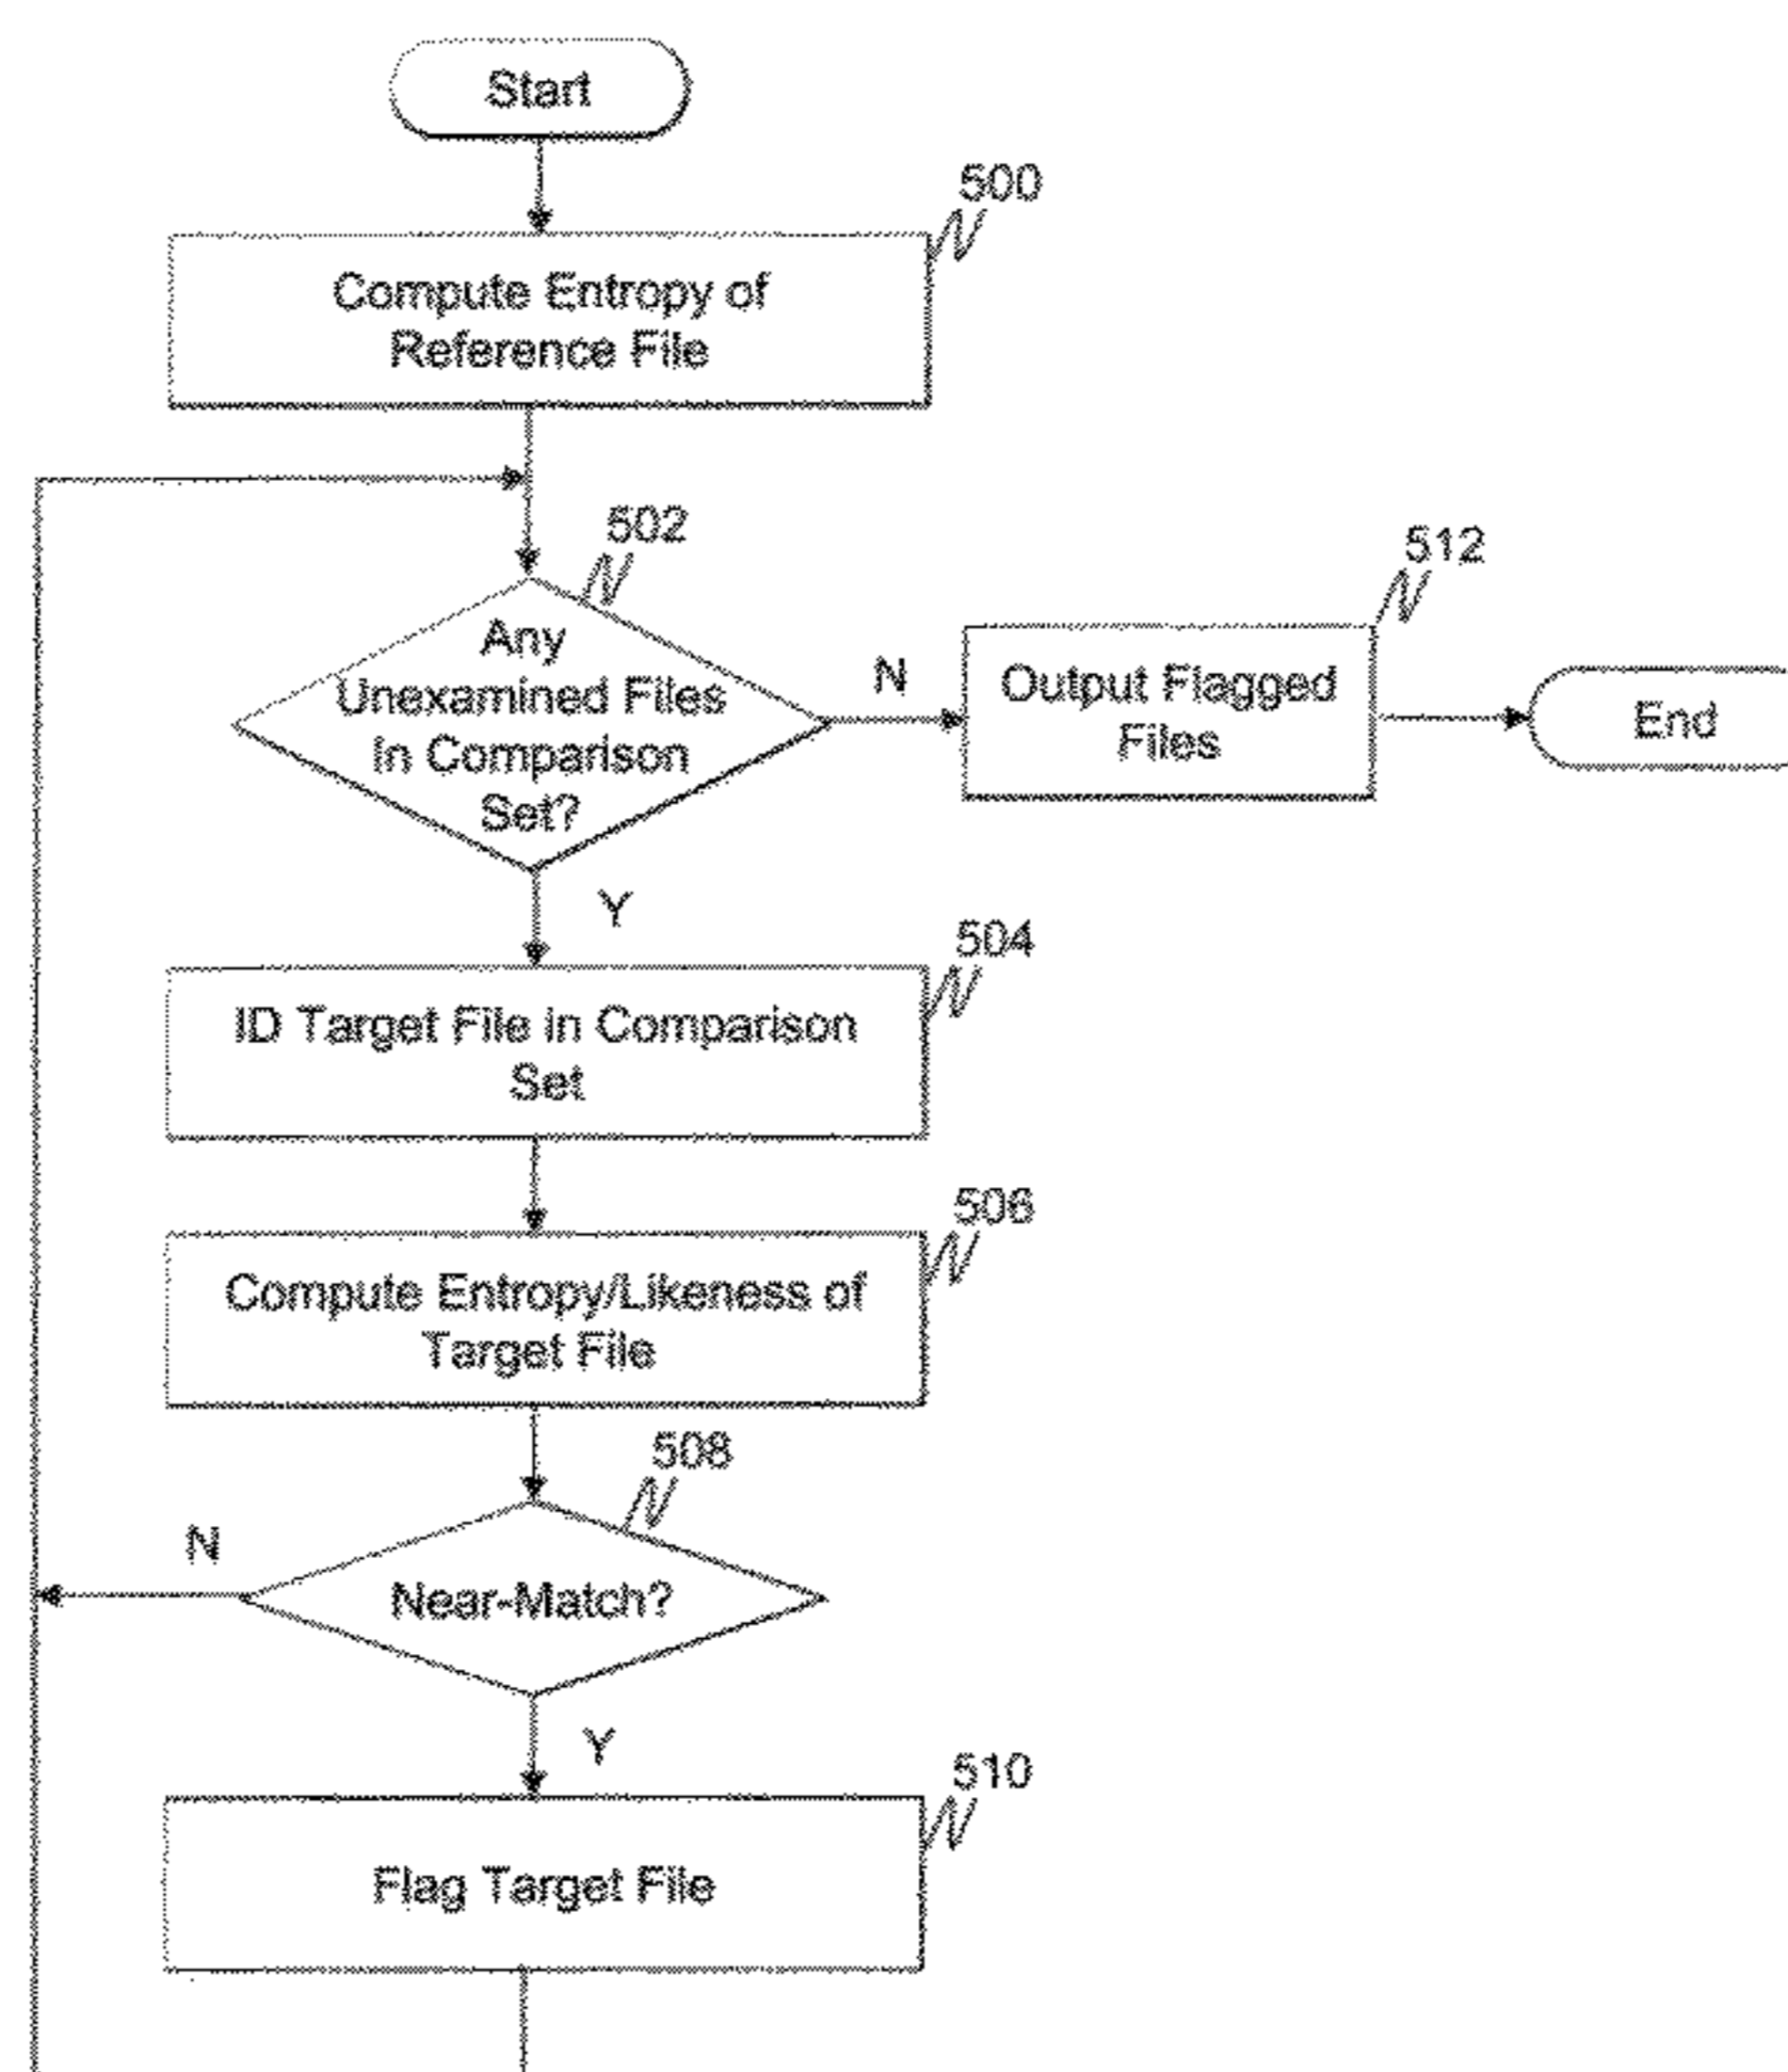 Start
500
Compute Entropy of
Reference File
502
Any
Unexamined Files
In Comparison
Set?
N
512
Output Flagged
Files
End
Y
504
ID Target File in Comparison
Set
506
Compute Entropy/Likeness of
Target File
508
N
Near-Match?
Y
510
Flag Target File